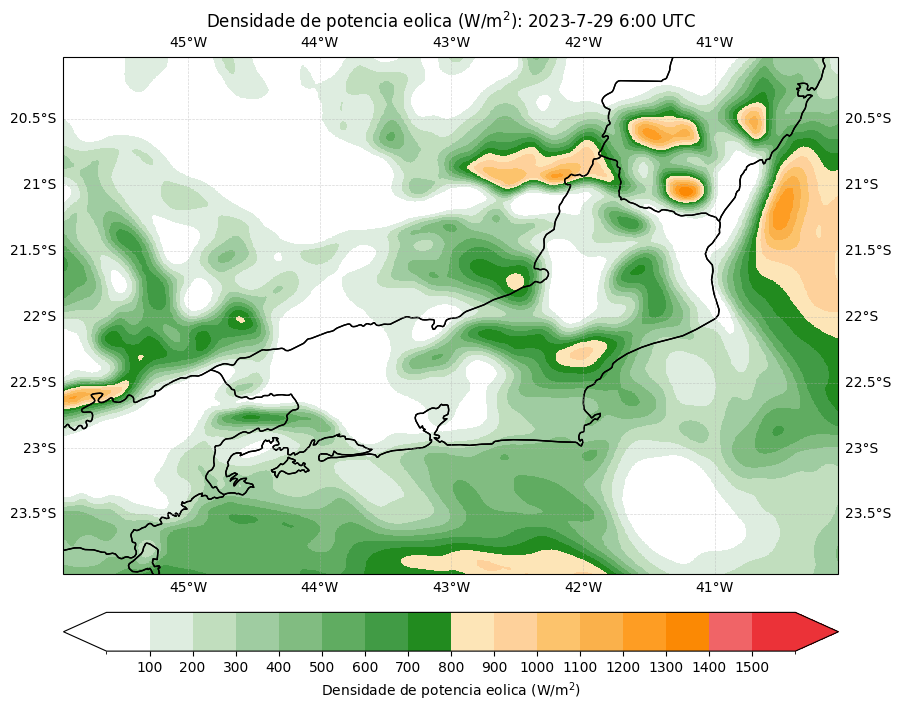 Densidade de potencia eolica (W/m²): 2023-7-29 6:00 UTC
45°W 44°W 43°W 42°W 41°W
20.5°S 20.5°S
21°S 21°S
21.5°S 21.5°S
22°S 22°S
22.5°S 22.5°S
23°S 23°S
23.5°S 23.5°S
45°W 44°W 43°W 42°W 41°W
100 200 300 400 500 600 700 800 900 1000 1100 1200 1300 1400 1500
Densidade de potencia eolica (W/m²)